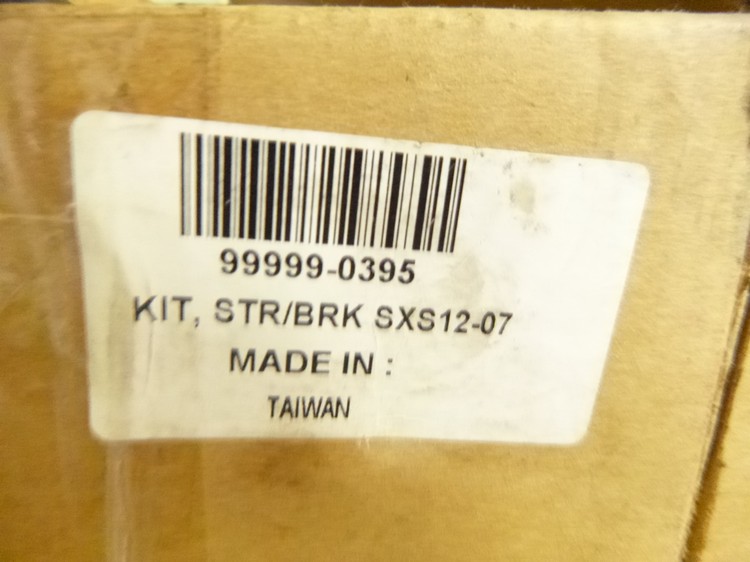 99999-0395
KIT, STR/BRK SXS12-07
MADE IN :
TAIWAN